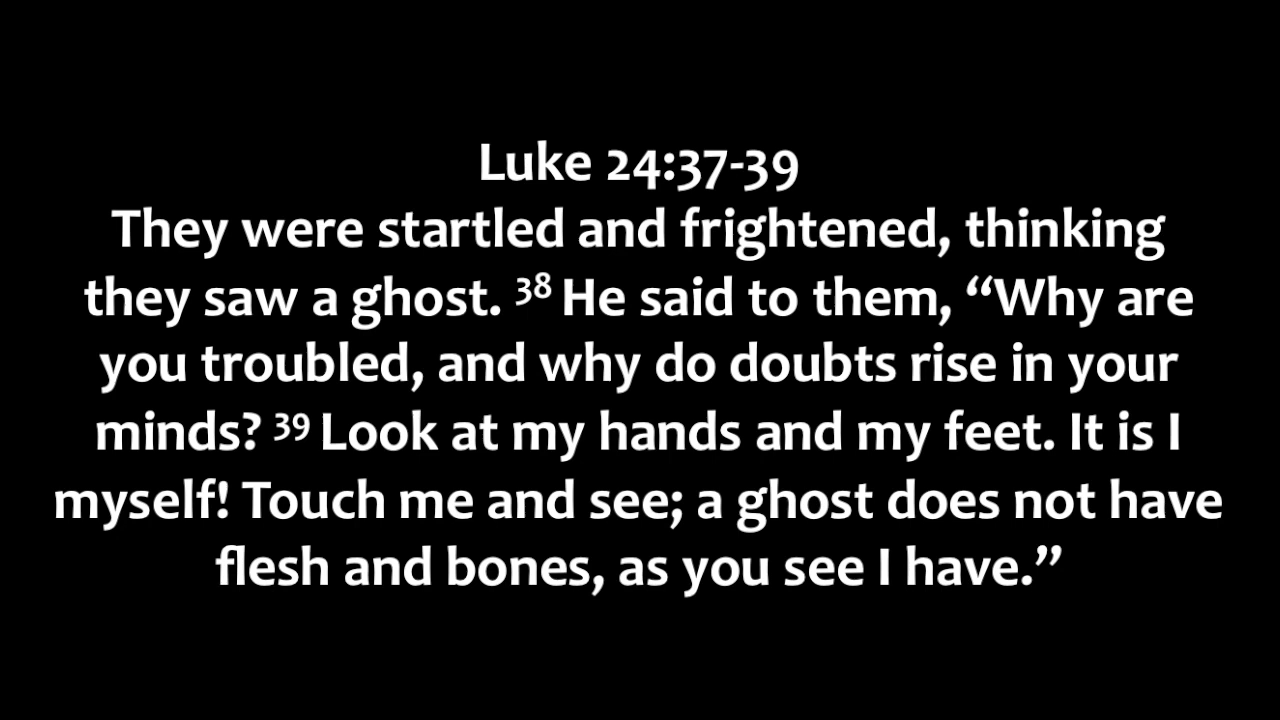 Luke 24:37-39
They were startled and frightened, thinking
they saw a ghost. 38 He said to them, “Why are
you troubled, and why do doubts rise in your
minds? 39 Look at my hands and my feet. It is I
myself! Touch me and see; a ghost does not have
flesh and bones, as you see I have.”